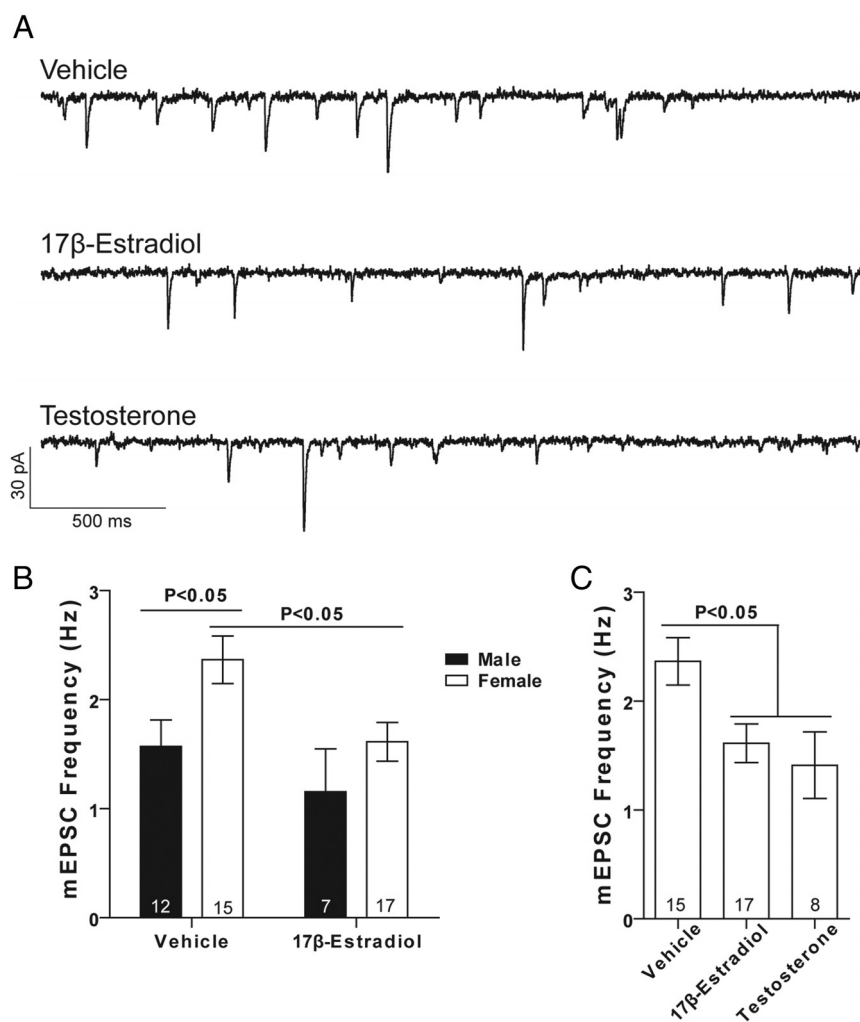 A
Vehicle
17β-Estradiol
Testosterone
30 pA
500 ms
B
mEPSC Frequency (Hz)
3
2
1
0
P<0.05
P<0.05
Male
Female
12
15
7
17
Vehicle
17β-Estradiol
C
mEPSC Frequency (Hz)
3
2
1
0
P<0.05
15
17
8
Vehicle
17β-Estradiol
Testosterone